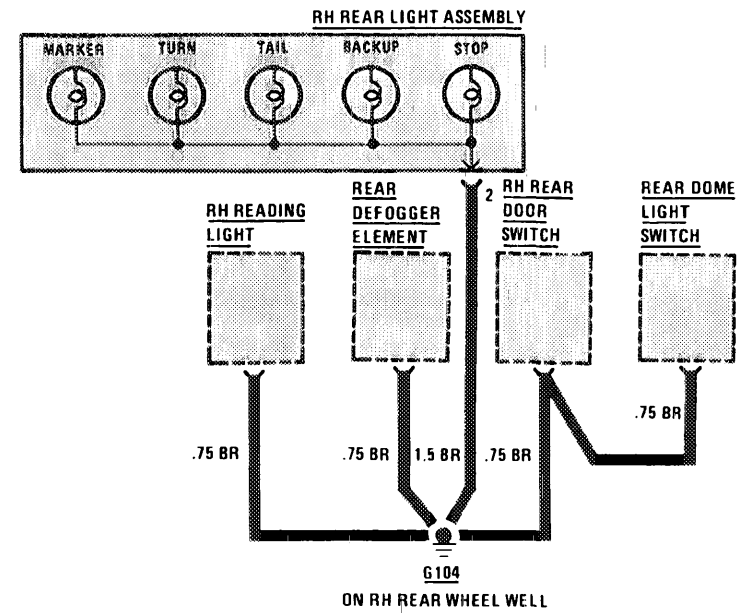 RH REAR LIGHT ASSEMBLY
MARKER TURN TAIL BACKUP STOP
2
RH READING
LIGHT
REAR
DEFOGGER
ELEMENT
RH REAR
DOOR
SWITCH
REAR DOME
LIGHT
SWITCH
.75 BR
.75 BR .75 BR 1.5 BR .75 BR
G104
ON RH REAR WHEEL WELL